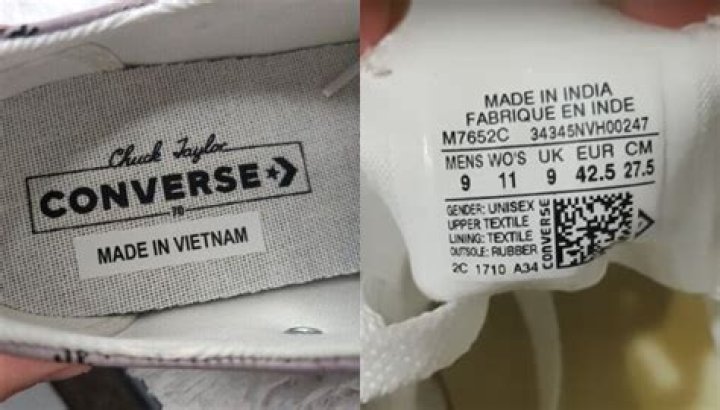 Chuck Taylor
CONVERSE
70
MADE IN VIETNAM
MADE IN INDIA
FABRIQUE EN INDE
M7652C 34345NVH00247
MENS WO'S UK EUR CM
9 11 9 42.5 27.5
GENDER: UNISEX
UPPER TEXTILE
LINING: TEXTILE
OUTSOLE: RUBBER
CONVERSE
2C 1710 A34